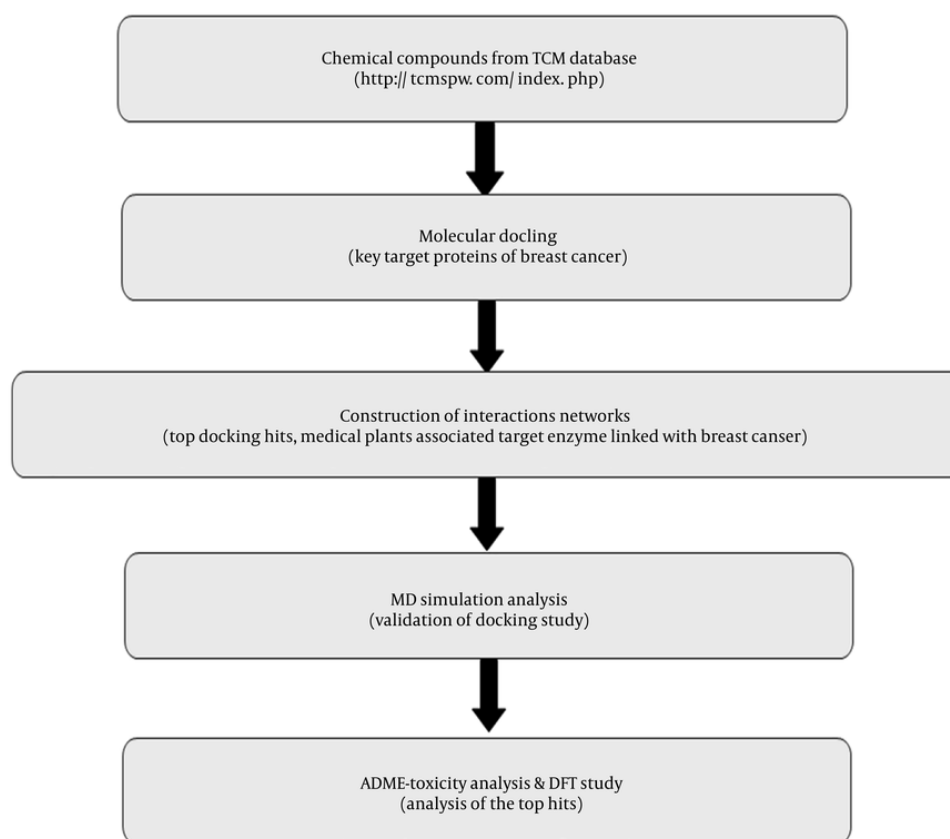 Chemical compounds from TCM database
(http:// tcmspw. com/ index. php)
Molecular docling
(key target proteins of breast cancer)
Construction of interactions networks
(top docking hits, medical plants associated target enzyme linked with breast canser)
MD simulation analysis
(validation of docking study)
ADME-toxicity analysis & DFT study
(analysis of the top hits)